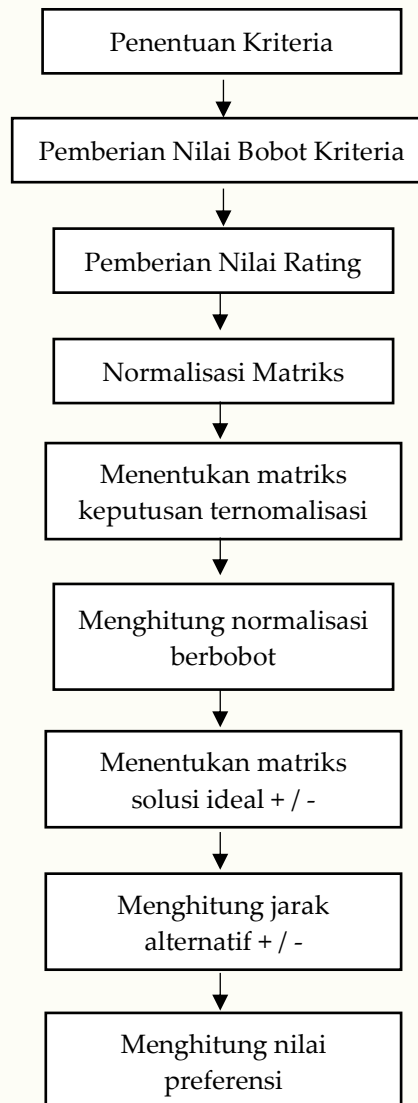 Penentuan Kriteria
Pemberian Nilai Bobot Kriteria
Pemberian Nilai Rating
Normalisasi Matriks
Menentukan matriks
keputusan ternomalisasi
Menghitung normalisasi
berbobot
Menentukan matriks
solusi ideal + / -
Menghitung jarak
alternatif + / -
Menghitung nilai
preferensi